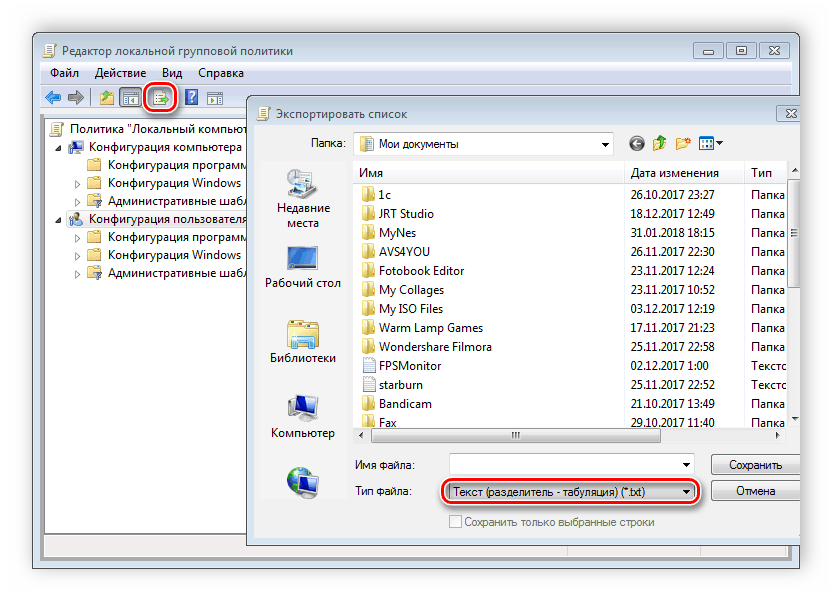 Редактор локальной групповой политики
Файл Действие Вид Справка
Политика "Локальный компьют
Конфигурация компьютера
Конфигурация програм
Конфигурация Windows
Административные шаб
Конфигурация пользователя
Конфигурация програм
Конфигурация Windows
Административные шаб
Экспортировать список
Папка: Мои документы
Недавние
места
Рабочий стол
Библиотеки
Компьютер
Имя Дата изменения Тип
1c 26.10.2017 23:27 Папка
JRT Studio 18.12.2017 12:49 Папка
MyNes 31.01.2018 18:15 Папка
AVS4YOU 26.11.2017 22:30 Папка
Fotobook Editor 23.11.2017 12:24 Папка
My Collages 23.11.2017 10:52 Папка
My ISO Files 03.12.2017 12:19 Папка
Warm Lamp Games 17.11.2017 21:23 Папка
Wondershare Filmora 25.11.2017 22:58 Папка
FPSMonitor 02.12.2017 1:00 Тексто
starburn 25.11.2017 22:52 Тексто
Bandicam 21.10.2017 13:49 Папка
Fax 29.10.2017 11:40 Папка
Имя файла: Сохранить
Тип файла: Текст (разделитель - табуляция) (*.txt) Отмена
Сохранить только выбранные строки